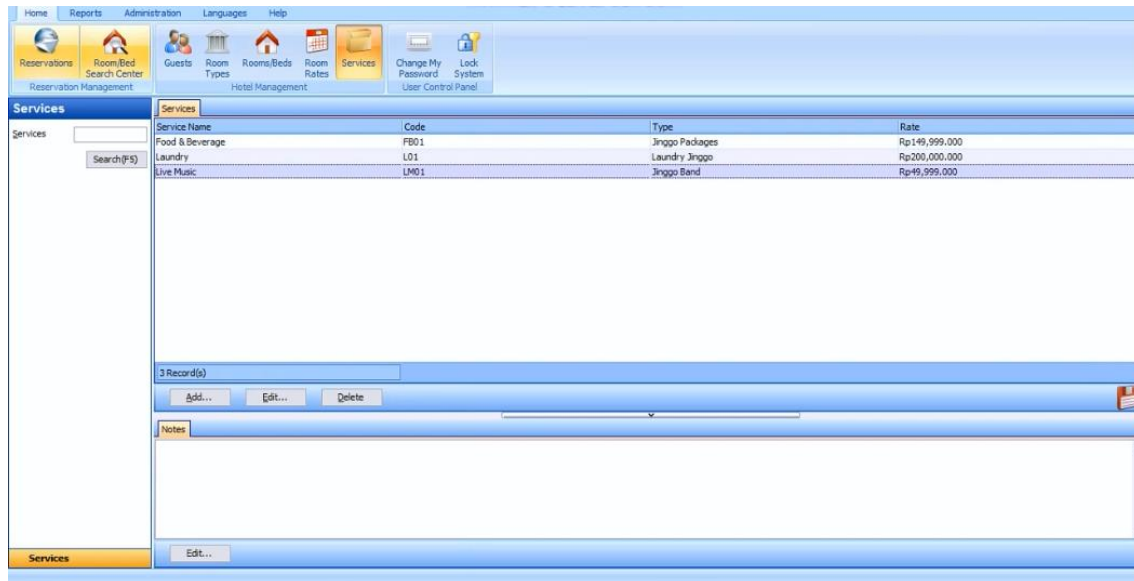 Home Reports Administration Languages Help
Reservations Room/Bed Search Center Guests Room Types Rooms/Beds Room Rates Services Change My Password Lock System
Reservation Management Hotel Management User Control Panel
Services
Services
Search(F5)
Services
Service Name Code Type Rate
Food & Beverage FB01 Jinggo Packages Rp149,999.000
Laundry L01 Laundry Jinggo Rp200,000.000
Live Music LM01 Jinggo Band Rp49,999.000
3 Record(s)
Add... Edit... Delete
Notes
Edit...
Services